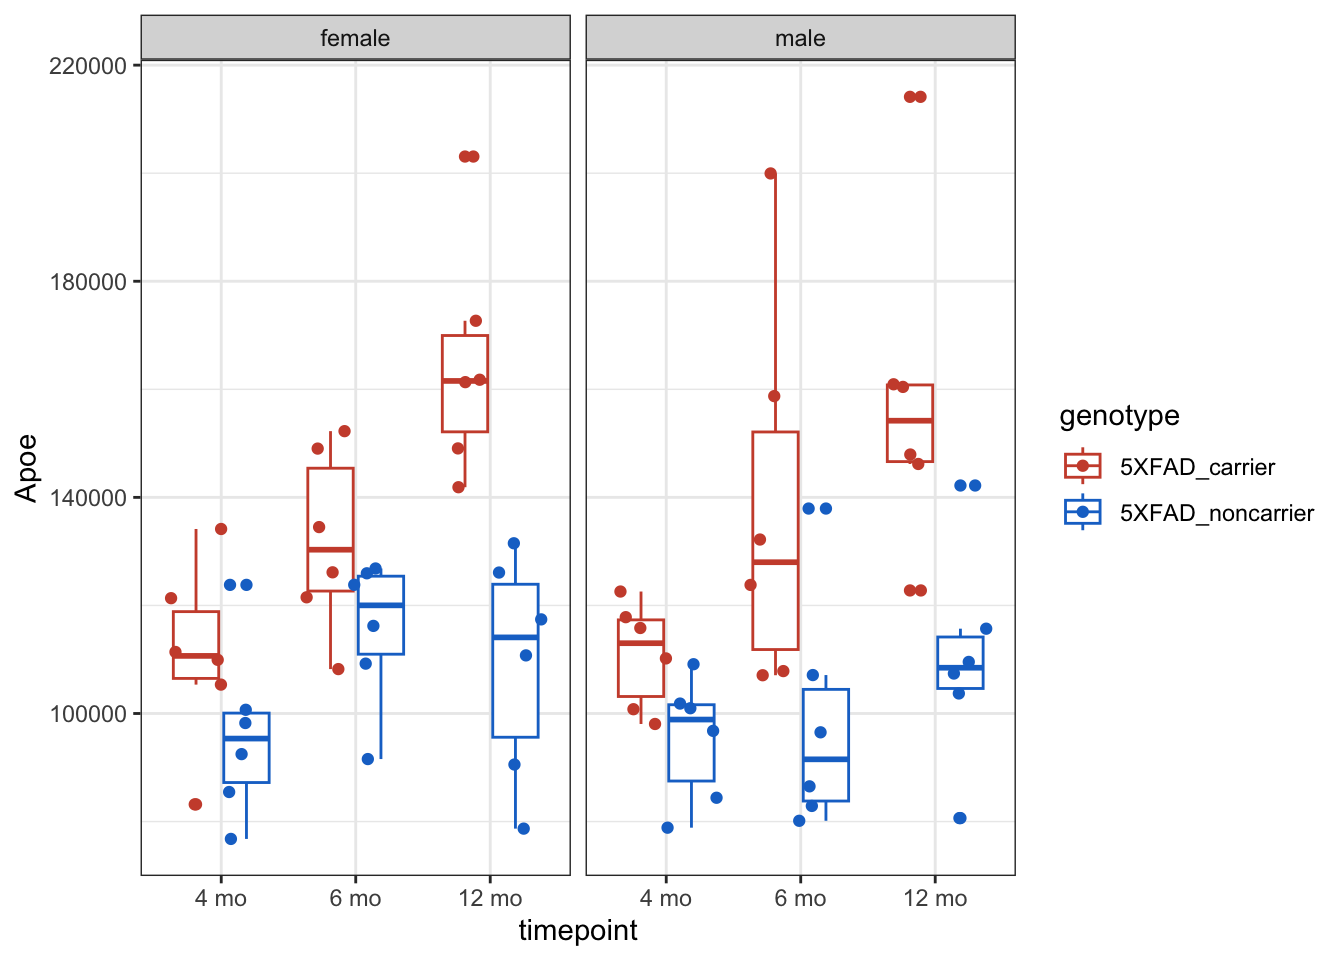 female
male
220000
180000
140000
100000
Apoe
4 mo
6 mo
12 mo
4 mo
6 mo
12 mo
timepoint
genotype
5XFAD_carrier
5XFAD_noncarrier